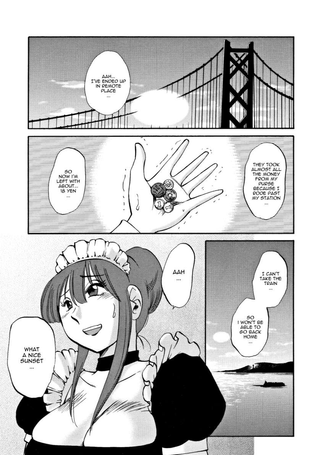 AAH...
I'VE ENDED UP
IN REMOTE
PLACE
...
THEY TOOK
ALMOST ALL
THE MONEY
FROM MY
PURSE
BECAUSE I
RODE PAST
MY STATION
...
SO
NOW I'M
LEFT WITH
ABOUT...
15 YEN
...
I CAN'T
TAKE THE
TRAIN
...
SO
I WON'T BE
ABLE TO
GO BACK
HOME
...
AAH
...
WHAT
A NICE
SUNSET
...